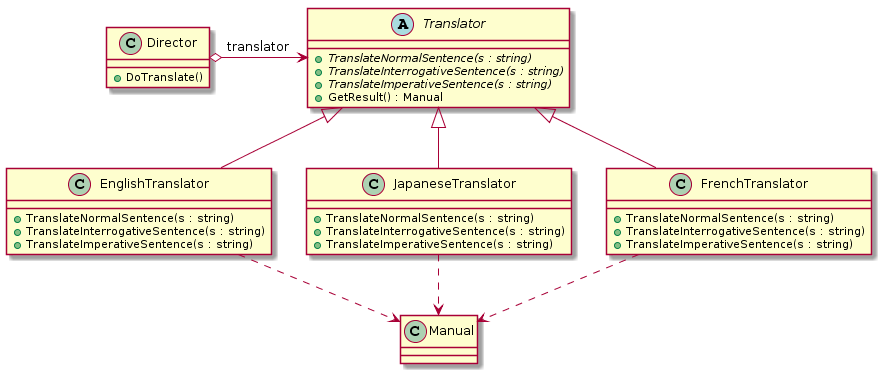 A Translator
C Director
translator
DoTranslate()
TranslateNormalSentence(s : string)
TranslateInterrogativeSentence(s : string)
TranslateImperativeSentence(s : string)
GetResult() : Manual
C EnglishTranslator
TranslateNormalSentence(s : string)
TranslateInterrogativeSentence(s : string)
TranslateImperativeSentence(s : string)
C JapaneseTranslator
TranslateNormalSentence(s : string)
TranslateInterrogativeSentence(s : string)
TranslateImperativeSentence(s : string)
C FrenchTranslator
TranslateNormalSentence(s : string)
TranslateInterrogativeSentence(s : string)
TranslateImperativeSentence(s : string)
C Manual